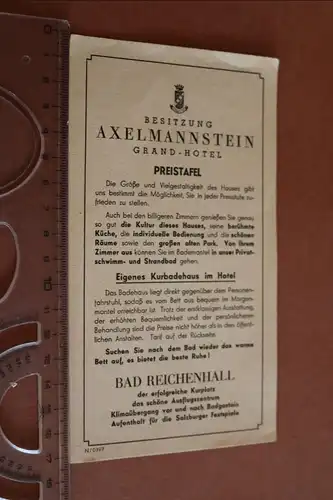 BESITZUNG
AXELMANNSTEIN
GRAND-HOTEL
PREISTAFEL
Die Größe und Vielgestaltigkeit des Hauses gibt
uns bestimmt die Möglichkeit, Sie in jeder Preisstufe zu-
frieden zu stellen.
Auch bei den billigeren Zimmern genießen Sie genau
so gut die Kultur dieses Hauses, seine berühmte
Küche, die individuelle Bedienung und die schönen
Räume sowie den großen alten Park. Von Ihrem
Zimmer aus können Sie im Bademantel in unser Privat-
schwimm- und Strandbad gehen.
Eigenes Kurbadehaus im Hotel
Das Badehaus liegt direkt gegenüber dem Personen-
fahrstuhl, sodaß es vom Bett aus bequem im Morgen-
mantel erreichbar ist. Trotz der erstklassigen Ausstattung,
der erhöhten Bequemlichkeit und der persönlicheren
Behandlung sind die Preise nicht höher als in den öffent-
lichen Anstalten. Tarif auf der Rückseite.
Suchen Sie nach dem Bad wieder das warme
Bett auf, es bietet die beste Ruhe!
BAD REICHENHALL
der erfolgreiche Kurplatz
das schöne Ausflugszentrum
Klimaübergang vor und nach Badgastein
Aufenthalt für die Salzburger Festspiele